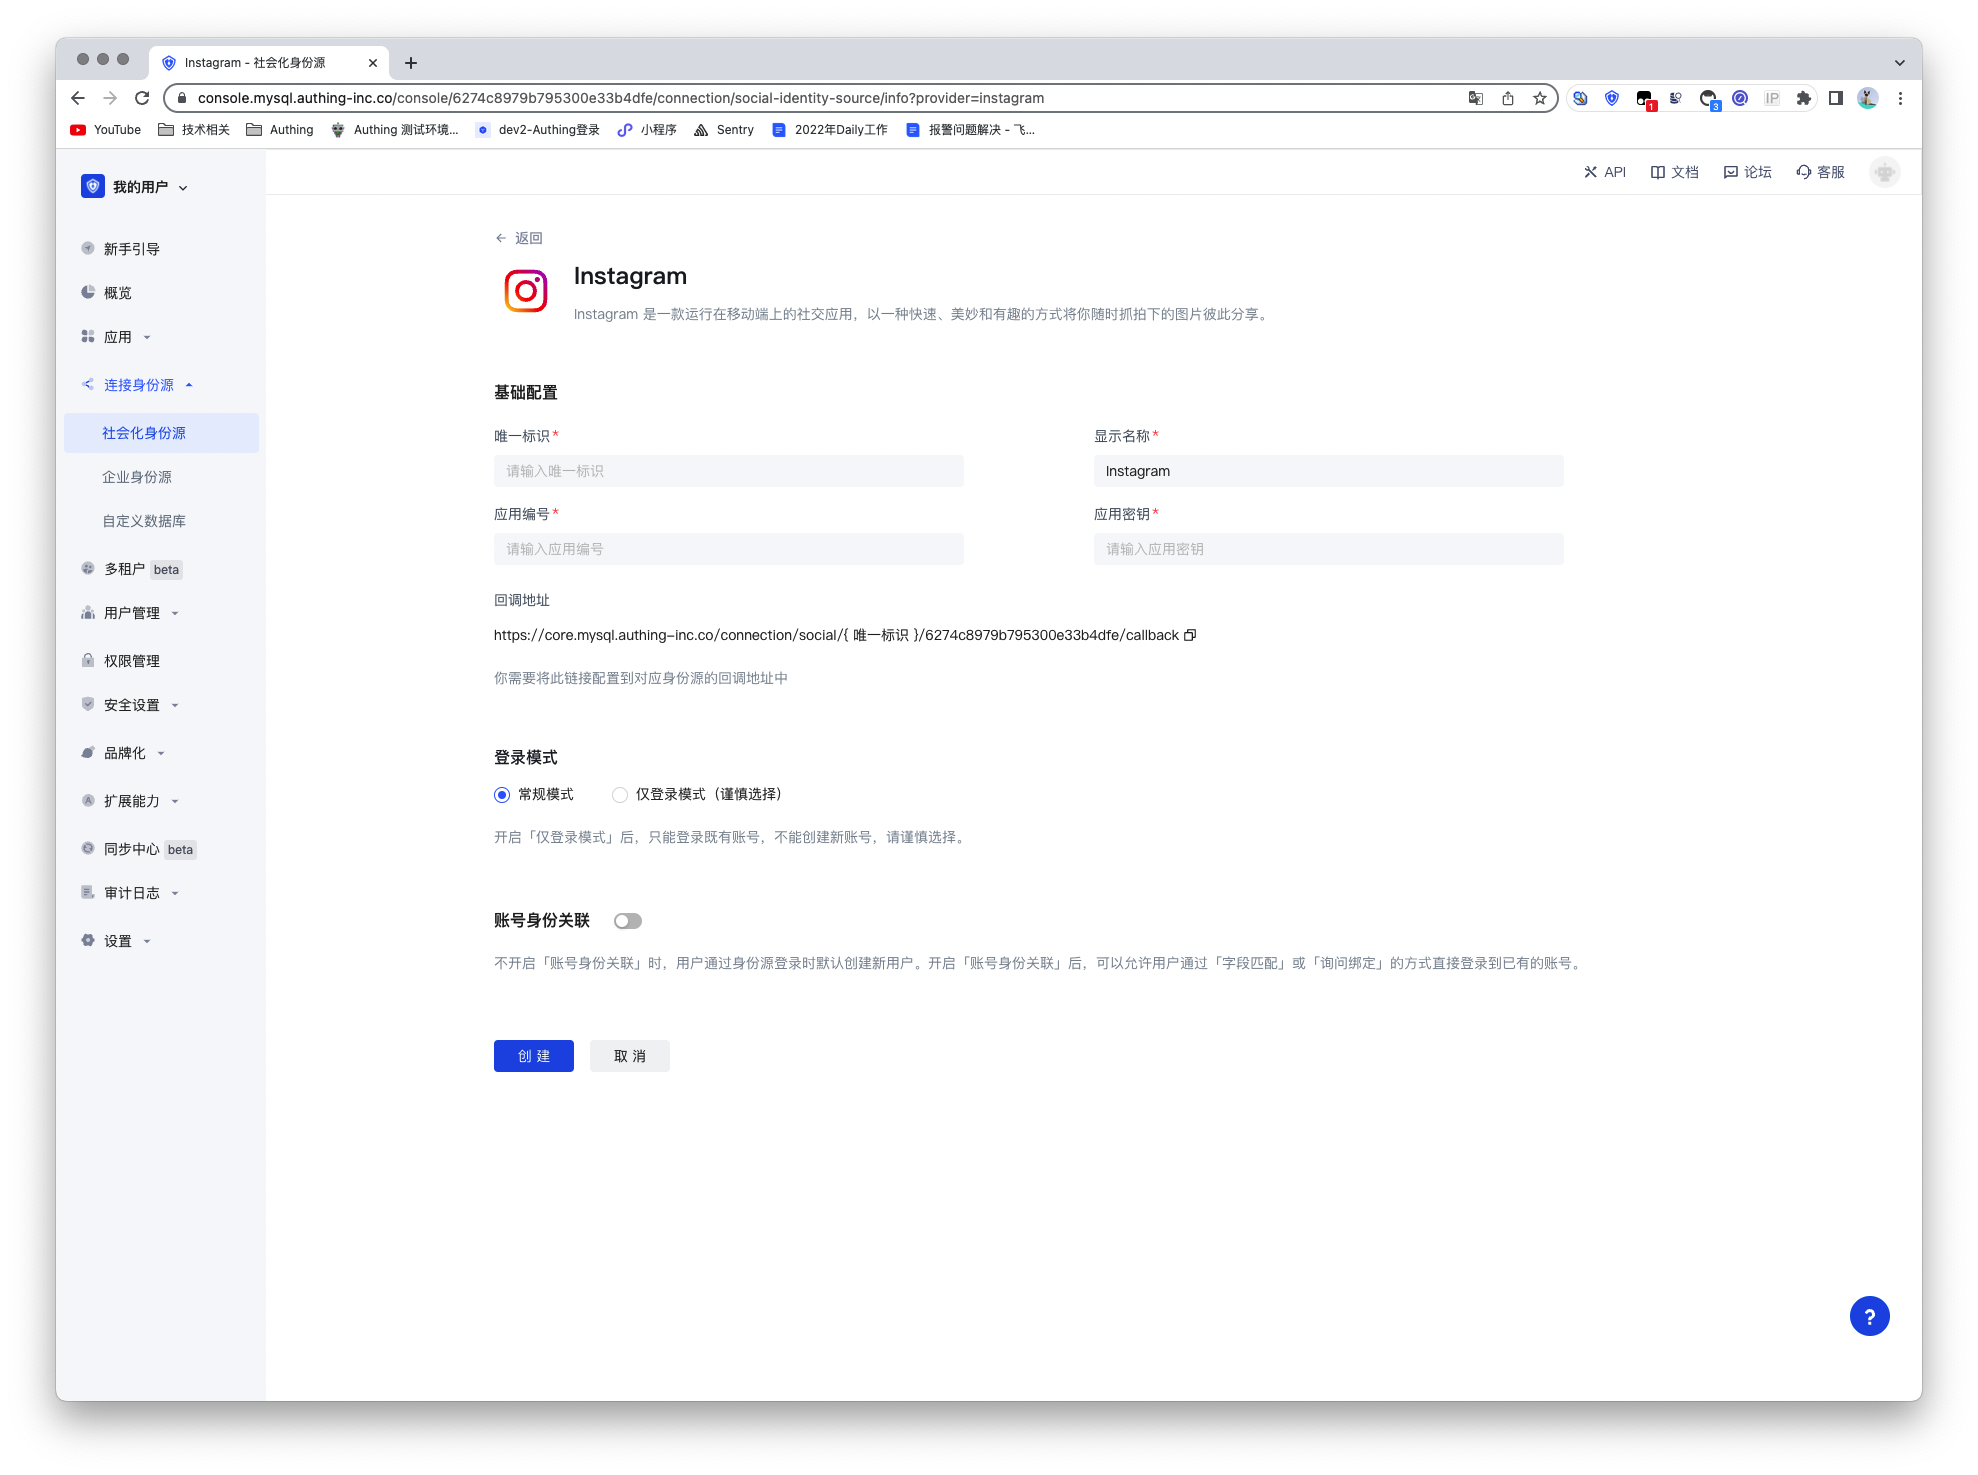 Instagram - 社会化身份源
console.mysql.authing-inc.co/console/6274c8979b795300e33b4dfe/connection/social-identity-source/info?provider=instagram
1
3
IP
YouTube
技术相关
Authing
Authing 测试环境...
dev2-Authing登录
小程序
Sentry
2022年Daily工作
报警问题解决 - 飞...
我的用户
API
文档
论坛
客服
新手引导
概览
应用
连接身份源
社会化身份源
企业身份源
自定义数据库
多租户 beta
用户管理
权限管理
安全设置
品牌化
扩展能力
同步中心 beta
审计日志
设置
返回
Instagram
Instagram 是一款运行在移动端上的社交应用，以一种快速、美妙和有趣的方式将你随时抓拍下的图片彼此分享。
基础配置
唯一标识*
显示名称*
请输入唯一标识
Instagram
应用编号*
应用密钥*
请输入应用编号
请输入应用密钥
回调地址
https://core.mysql.authing-inc.co/connection/social/{ 唯一标识 }/6274c8979b795300e33b4dfe/callback
你需要将此链接配置到对应身份源的回调地址中
登录模式
常规模式
仅登录模式（谨慎选择）
开启「仅登录模式」后，只能登录既有账号，不能创建新账号，请谨慎选择。
账号身份关联
不开启「账号身份关联」时，用户通过身份源登录时默认创建新用户。开启「账号身份关联」后，可以允许用户通过「字段匹配」或「询问绑定」的方式直接登录到已有的账号。
创 建
取 消
?